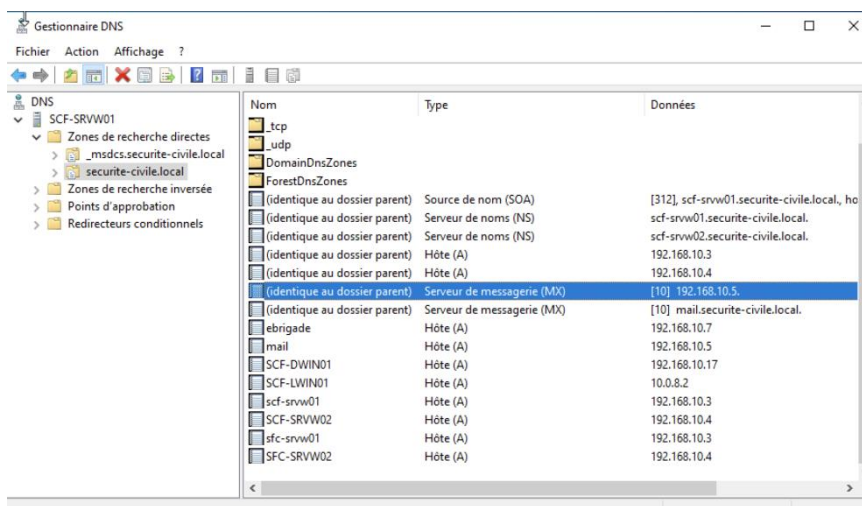 Gestionnaire DNS
Fichier Action Affichage ?
DNS
SCF-SRVW01
Zones de recherche directes
_msdcs.securite-civile.local
securite-civile.local
Zones de recherche inversée
Points d'approbation
Redirecteurs conditionnels
Nom Type Données
_tcp
_udp
DomainDnsZones
ForestDnsZones
(identique au dossier parent) Source de nom (SOA) [312], scf-srvw01.securite-civile.local., ho
(identique au dossier parent) Serveur de noms (NS) scf-srvw01.securite-civile.local.
(identique au dossier parent) Serveur de noms (NS) scf-srvw02.securite-civile.local.
(identique au dossier parent) Hôte (A) 192.168.10.3
(identique au dossier parent) Hôte (A) 192.168.10.4
(identique au dossier parent) Serveur de messagerie (MX) [10] 192.168.10.5.
(identique au dossier parent) Serveur de messagerie (MX) [10] mail.securite-civile.local.
ebrigade Hôte (A) 192.168.10.7
mail Hôte (A) 192.168.10.5
SCF-DWIN01 Hôte (A) 192.168.10.17
SCF-LWIN01 Hôte (A) 10.0.8.2
scf-srvw01 Hôte (A) 192.168.10.3
SCF-SRVW02 Hôte (A) 192.168.10.4
sfc-srvw01 Hôte (A) 192.168.10.3
SFC-SRVW02 Hôte (A) 192.168.10.4